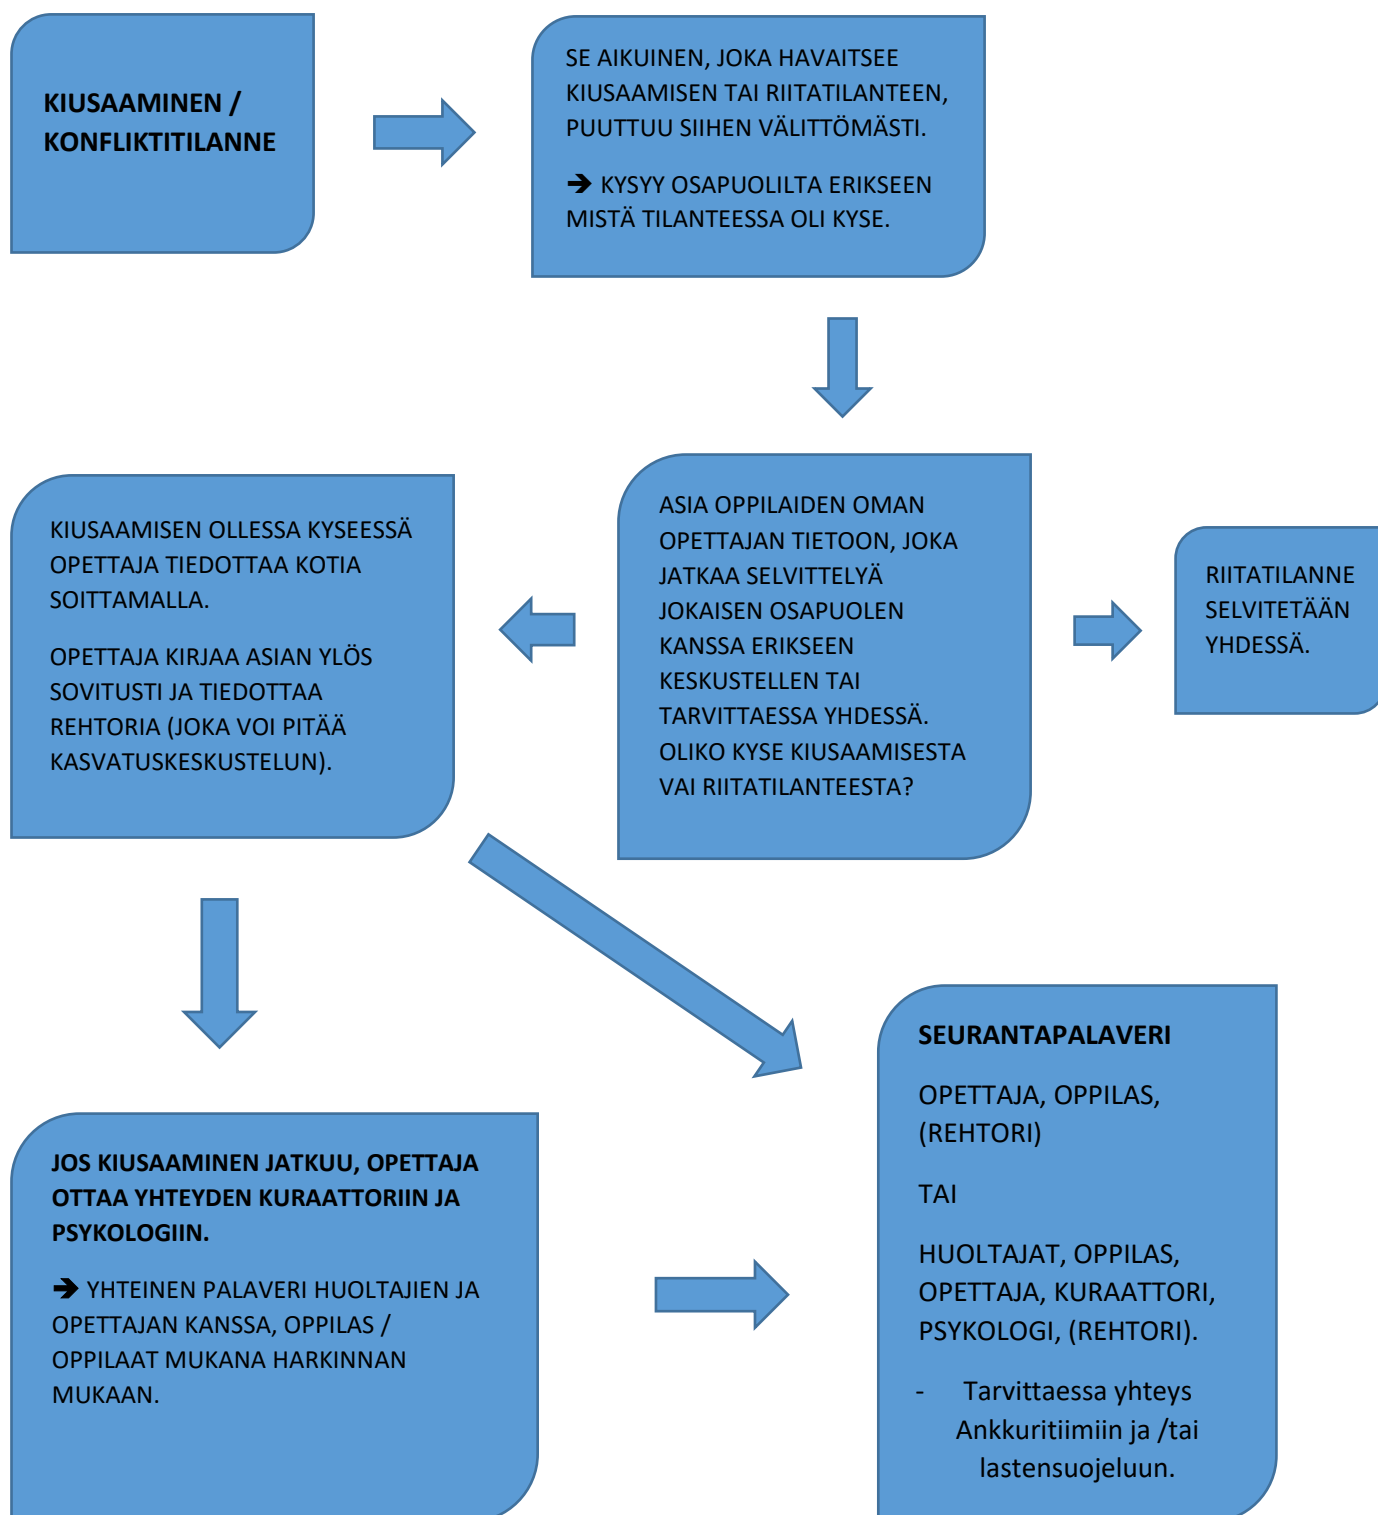 KIUSAAMINEN /
KONFLIKTITILANNE
SE AIKUINEN, JOKA HAVAITSEE
KIUSAAMISEN TAI RIITATILANTEEN,
PUUTTUU SIIHEN VÄLITTÖMÄSTI.
➔ KYSYY OSAPUOLILTA ERIKSEEN
MISTÄ TILANTEESSA OLI KYSE.
ASIA OPPILAIDEN OMAN
OPETTAJAN TIETOON, JOKA
JATKAA SELVITTELYÄ
JOKAISEN OSAPUOLEN
KANSSA ERIKSEEN
KESKUSTELLEN TAI
TARVITTAESSA YHDESSÄ.
OLIKO KYSE KIUSAAMISESTA
VAI RIITATILANTEESTA?
RIITATILANNE
SELVITETÄÄN
YHDESSÄ.
KIUSAAMISEN OLLESSA KYSEESSÄ
OPETTAJA TIEDOTTAA KOTIA
SOITTAMALLA.
OPETTAJA KIRJAA ASIAN YLÖS
SOVITUSTI JA TIEDOTTAA
REHTORIA (JOKA VOI PITÄÄ
KASVATUSKESKUSTELUN).
JOS KIUSAAMINEN JATKUU, OPETTAJA
OTTAA YHTEYDEN KURAATTORIIN JA
PSYKOLOGIIN.
➔ YHTEINEN PALAVERI HUOLTAJIEN JA
OPETTAJAN KANSSA, OPPILAS /
OPPILAAT MUKANA HARKINNAN
MUKAAN.
SEURANTAPALAVERI
OPETTAJA, OPPILAS,
(REHTORI)
TAI
HUOLTAJAT, OPPILAS,
OPETTAJA, KURAATTORI,
PSYKOLOGI, (REHTORI).
- Tarvittaessa yhteys
Ankkuritiimiin ja /tai
lastensuojeluun.